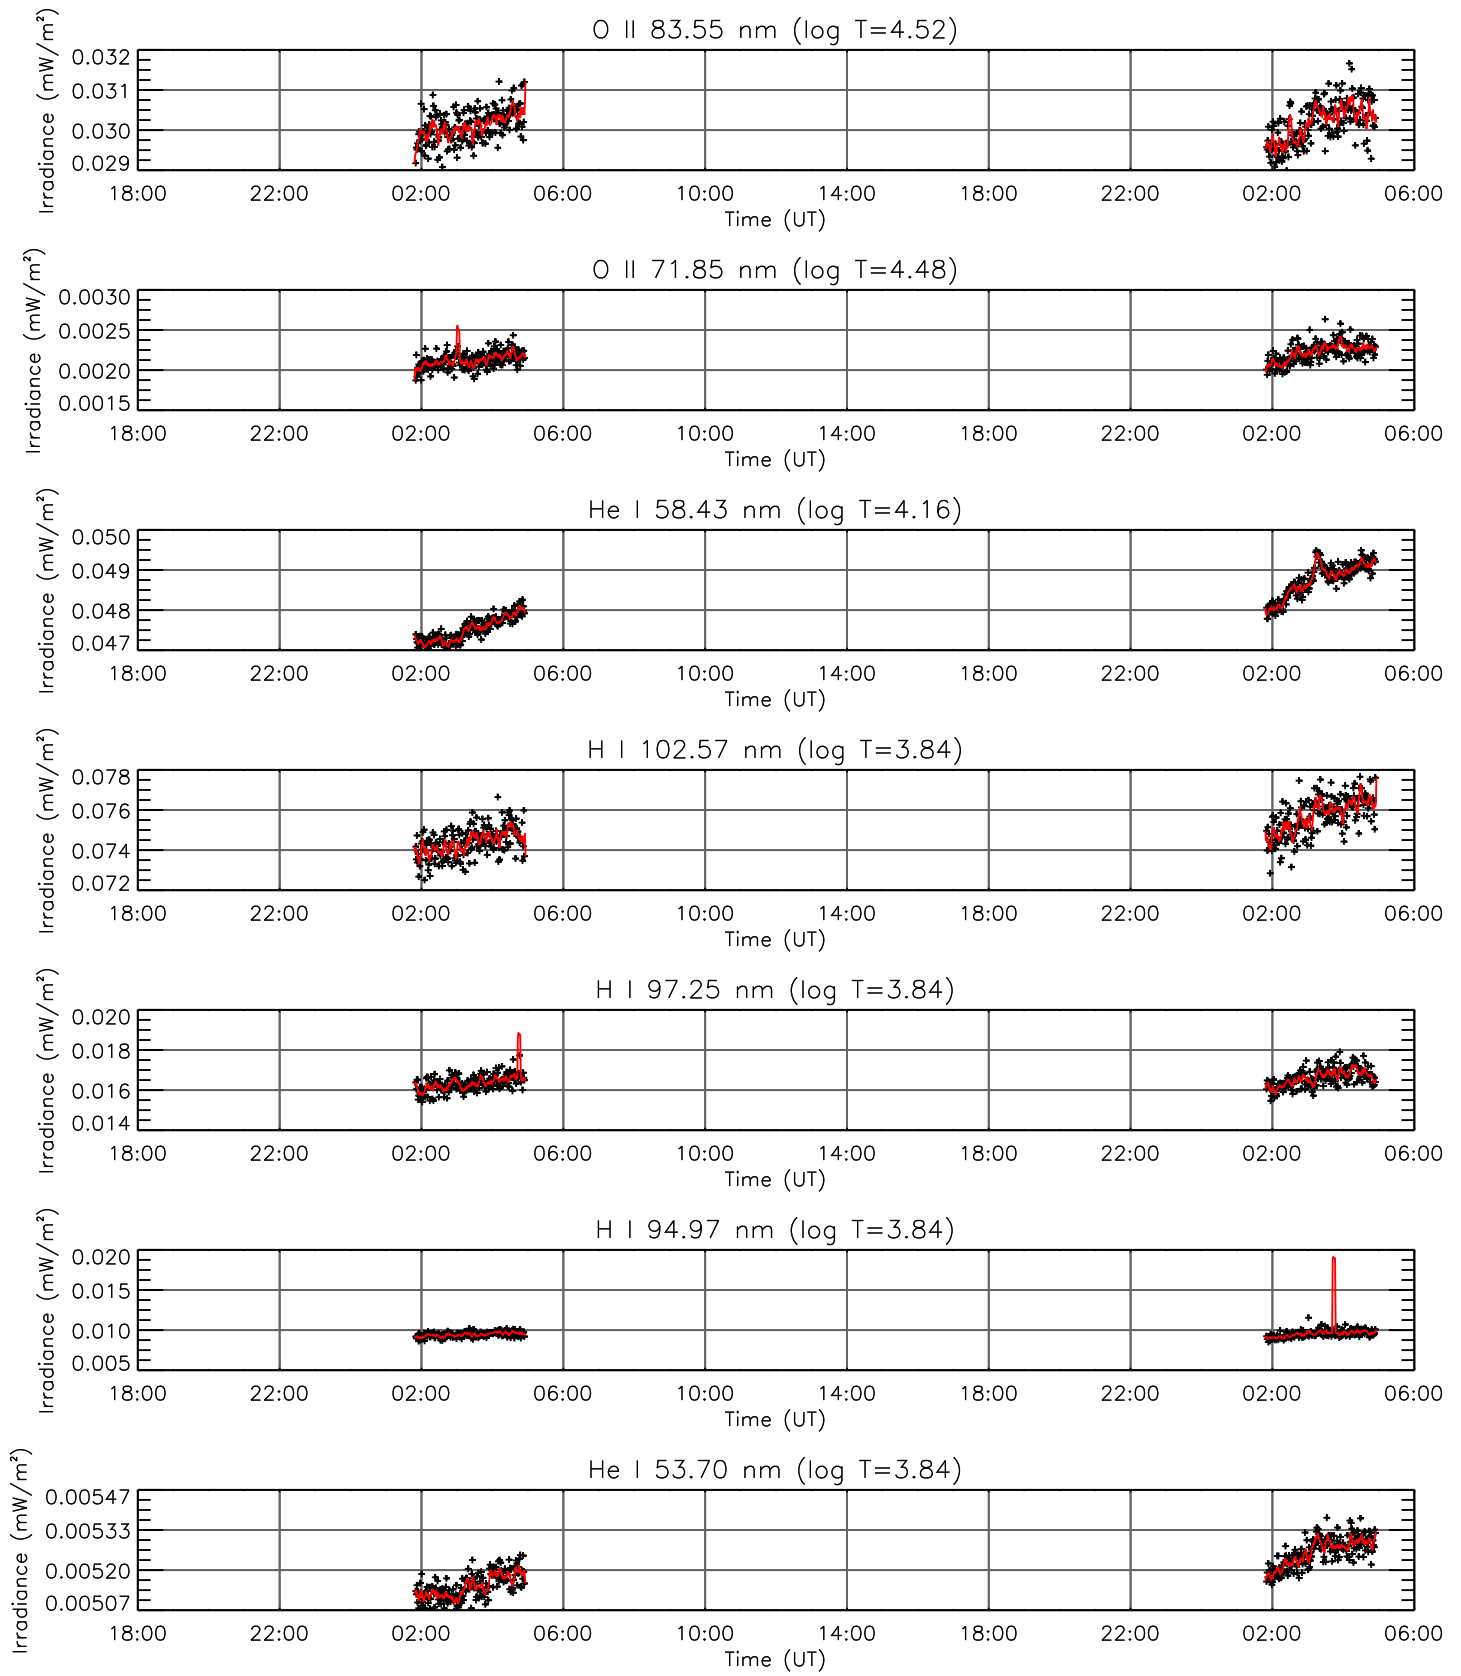 O II 83.55 nm (log T=4.52)
Irradiance (mW/m²)
0.032
0.031
0.030
0.029
18:00 22:00 02:00 06:00 10:00 14:00 18:00 22:00 02:00 06:00
Time (UT)
O II 71.85 nm (log T=4.48)
Irradiance (mW/m²)
0.0030
0.0025
0.0020
0.0015
18:00 22:00 02:00 06:00 10:00 14:00 18:00 22:00 02:00 06:00
Time (UT)
He I 58.43 nm (log T=4.16)
Irradiance (mW/m²)
0.050
0.049
0.048
0.047
18:00 22:00 02:00 06:00 10:00 14:00 18:00 22:00 02:00 06:00
Time (UT)
H I 102.57 nm (log T=3.84)
Irradiance (mW/m²)
0.078
0.076
0.074
0.072
18:00 22:00 02:00 06:00 10:00 14:00 18:00 22:00 02:00 06:00
Time (UT)
H I 97.25 nm (log T=3.84)
Irradiance (mW/m²)
0.020
0.018
0.016
0.014
18:00 22:00 02:00 06:00 10:00 14:00 18:00 22:00 02:00 06:00
Time (UT)
H I 94.97 nm (log T=3.84)
Irradiance (mW/m²)
0.020
0.015
0.010
0.005
18:00 22:00 02:00 06:00 10:00 14:00 18:00 22:00 02:00 06:00
Time (UT)
He I 53.70 nm (log T=3.84)
Irradiance (mW/m²)
0.00547
0.00533
0.00520
0.00507
18:00 22:00 02:00 06:00 10:00 14:00 18:00 22:00 02:00 06:00
Time (UT)